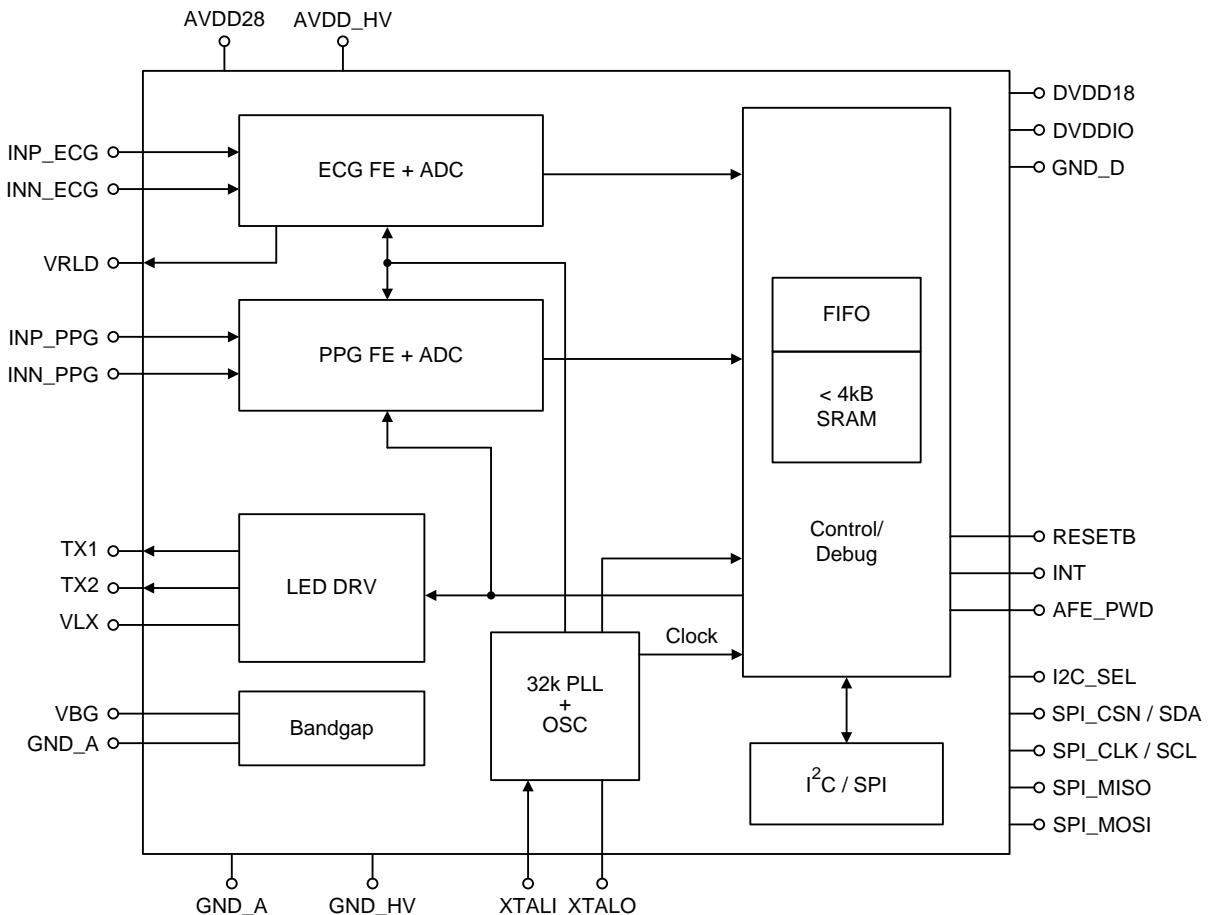 AVDD28
AVDD_HV
DVDD18
DVDDIO
GND_D
INP_ECG
INN_ECG
ECG FE + ADC
VRLD
INP_PPG
INN_PPG
PPG FE + ADC
FIFO
< 4kB
SRAM
Control/
Debug
TX1
TX2
VLX
LED DRV
RESETB
INT
AFE_PWD
Clock
32k PLL
+
OSC
VBG
GND_A
Bandgap
I2C_SEL
SPI_CSN / SDA
SPI_CLK / SCL
SPI_MISO
SPI_MOSI
I²C / SPI
GND_A
GND_HV
XTALI
XTALO